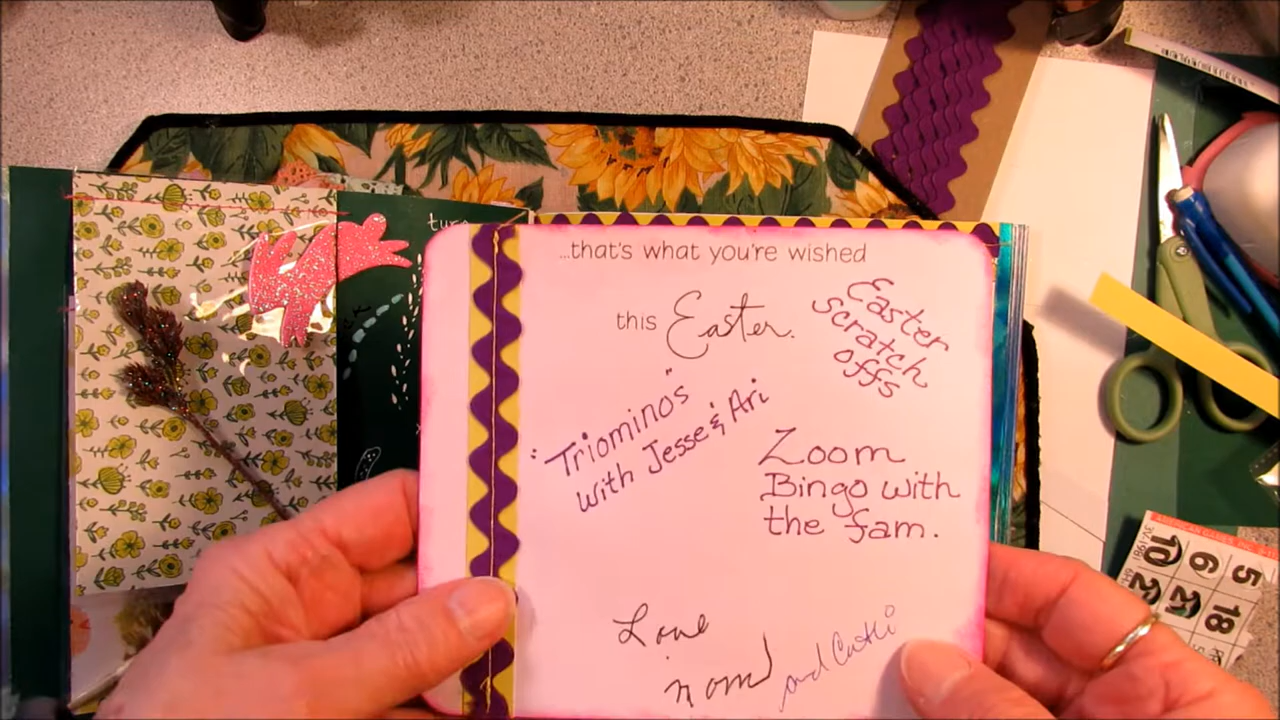 ...that's what you're wished
this Easter.
Easter
scratch
offs
"Triominos"
with Jesse & Ari
Zoom
Bingo with
the fam.
Love
mom
and Cathi
10 6 5
21 18